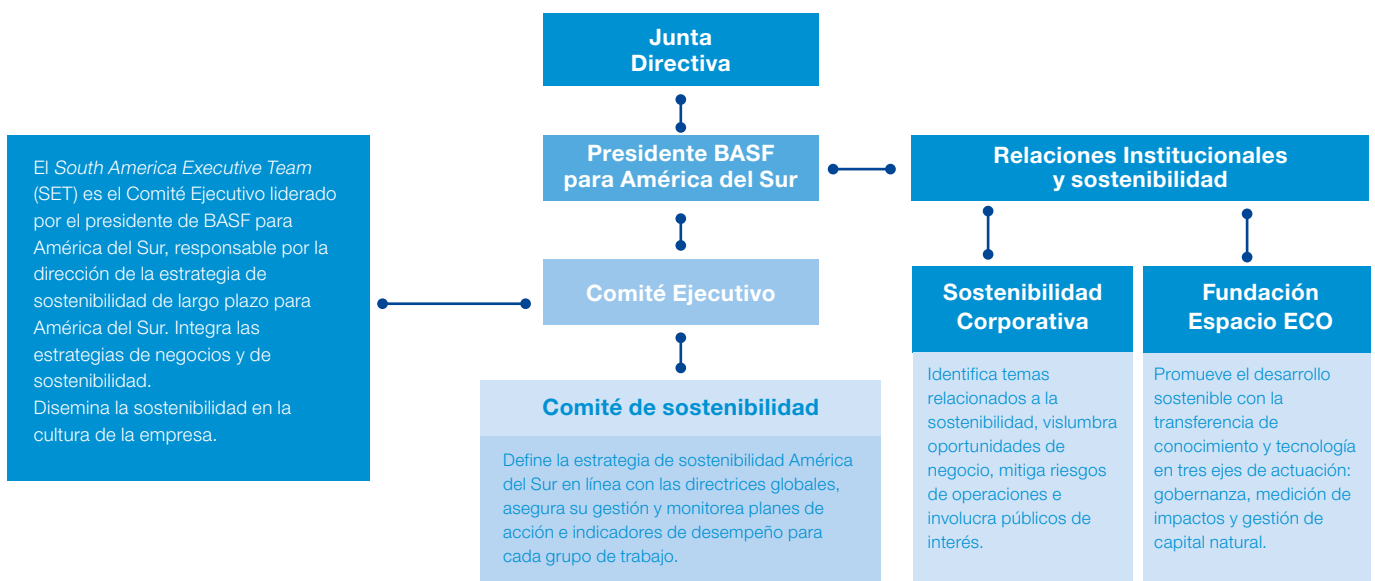 Junta
Directiva
Presidente BASF
para América del Sur
Relaciones Institucionales
y sostenibilidad
El South America Executive Team
(SET) es el Comité Ejecutivo liderado
por el presidente de BASF para
América del Sur, responsable por la
dirección de la estrategia de
sostenibilidad de largo plazo para
América del Sur. Integra las
estrategias de negocios y de
sostenibilidad.
Disemina la sostenibilidad en la
cultura de la empresa.
Comité Ejecutivo
Comité de sostenibilidad
Define la estrategia de sostenibilidad América
del Sur en línea con las directrices globales,
asegura su gestión y monitorea planes de
acción e indicadores de desempeño para
cada grupo de trabajo.
Sostenibilidad
Corporativa
Identifica temas
relacionados a la
sostenibilidad, vislumbra
oportunidades de
negocio, mitiga riesgos
de operaciones e
involucra públicos de
interés.
Fundación
Espacio ECO
Promueve el desarrollo
sostenible con la
transferencia de
conocimiento y tecnología
en tres ejes de actuación:
gobernanza, medición de
impactos y gestión de
capital natural.